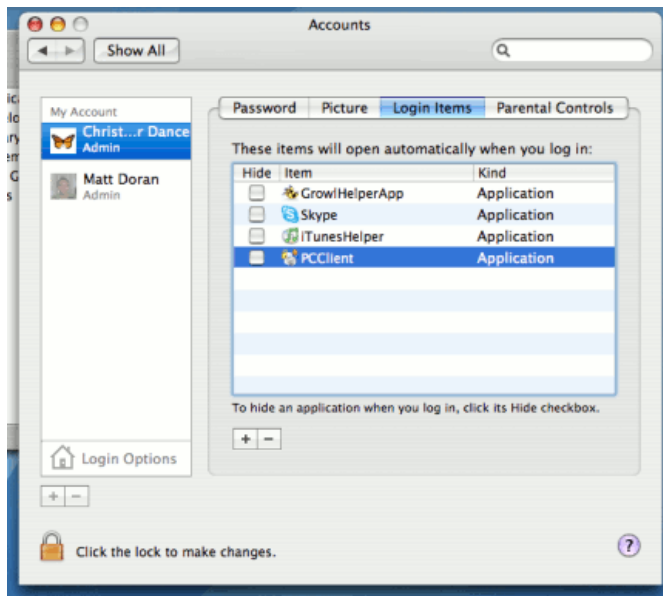 Accounts
Show All
My Account
Christ...r Dance
Admin
Matt Doran
Admin
Login Options
Password Picture Login Items Parental Controls
These items will open automatically when you log in:
Hide Item Kind
GrowlHelperApp Application
Skype Application
iTunesHelper Application
PCClient Application
To hide an application when you log in, click its Hide checkbox.
+ −
+ −
Click the lock to make changes.
?